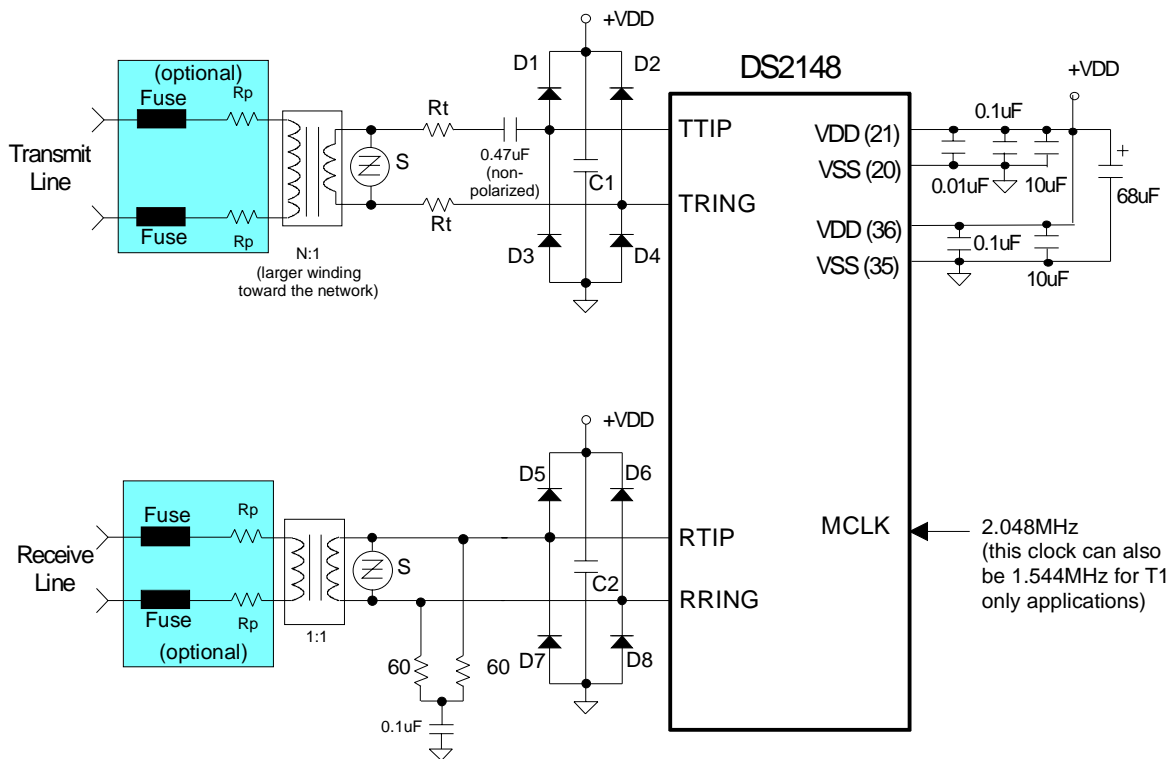 +VDD
(optional)
Fuse
Rp
D1
D2
DS2148
+VDD
Rt
TTIP
VDD (21)
0.1uF
Transmit
Line
S
0.47uF
(non-
polarized)
C1
VSS (20)
0.01uF
10uF
+
68uF
Fuse
Rp
Rt
TRING
VDD (36)
0.1uF
N:1
(larger winding
toward the network)
D3
D4
VSS (35)
10uF
+VDD
D5
D6
Fuse
Rp
MCLK
2.048MHz
(this clock can also
be 1.544MHz for T1
only applications)
Receive
Line
S
RTIP
C2
RRING
Fuse
Rp
(optional)
1:1
60
60
D7
D8
0.1uF